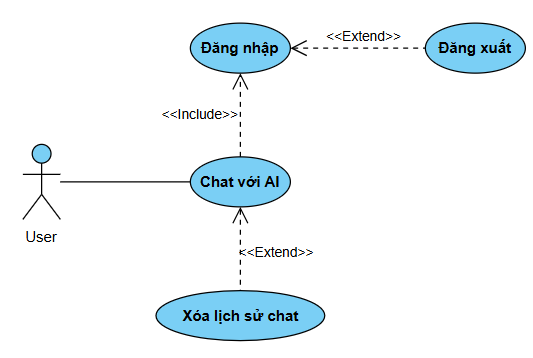 Đăng nhập
<<Extend>>
Đăng xuất
<<Include>>
Chat với AI
User
<<Extend>>
Xóa lịch sử chat